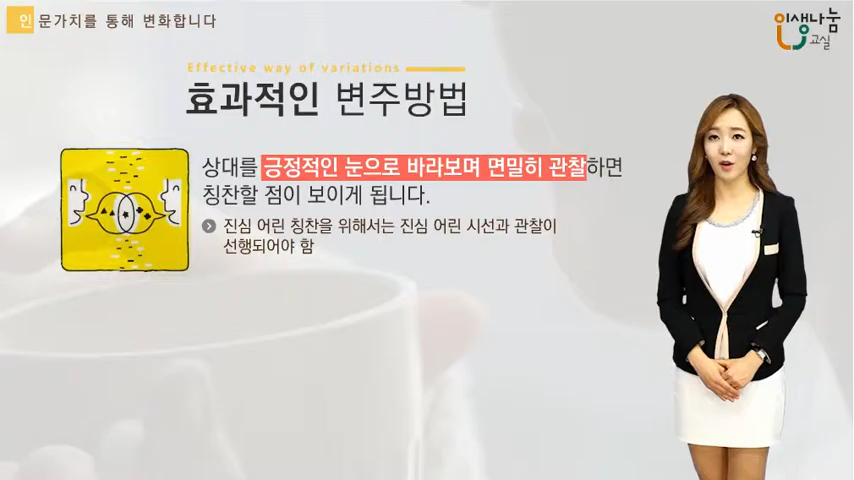 인문가치를 통해 변화합니다
인생나눔
교실
Effective way of variations
효과적인 변주방법
상대를 긍정적인 눈으로 바라보며 면밀히 관찰하면
칭찬할 점이 보이게 됩니다.
진심 어린 칭찬을 위해서는 진심 어린 시선과 관찰이
선행되어야 함